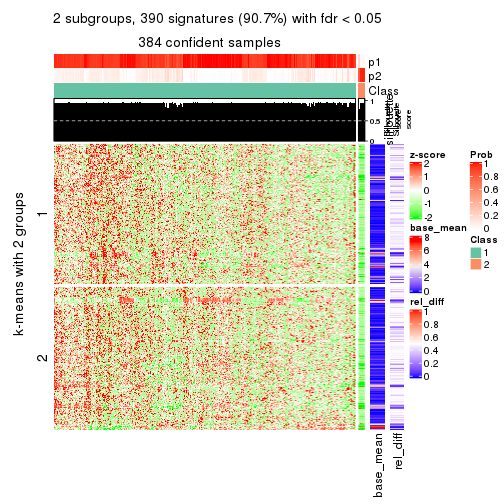 2 subgroups, 390 signatures (90.7%) with fdr < 0.05
384 confident samples
p1
p2
Class
1
0.5
0
silhouette
score
k-means with 2 groups
1
2
base_mean
rel_diff
z-score
2
1
0
-1
-2
base_mean
8
6
4
2
0
rel_diff
1
0.8
0.6
0.4
0.2
0
Prob
1
0.8
0.6
0.4
0.2
0
Class
1
2